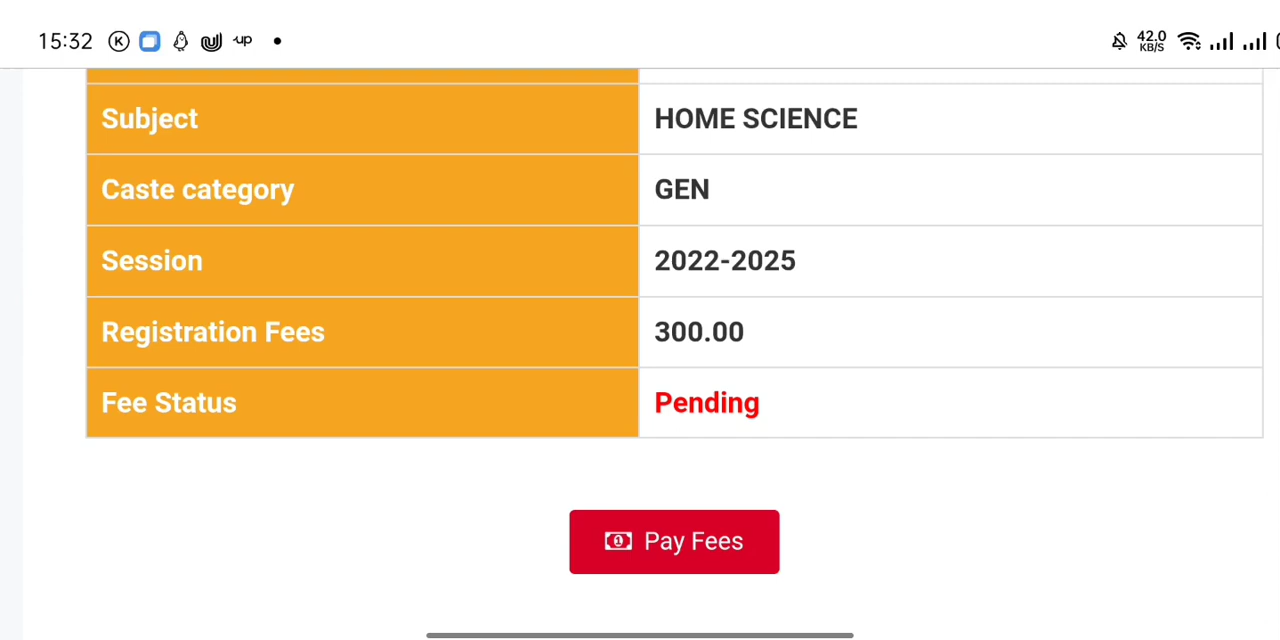 15:32 K up 42.0 KB/S
Subject HOME SCIENCE
Caste category GEN
Session 2022-2025
Registration Fees 300.00
Fee Status Pending
Pay Fees